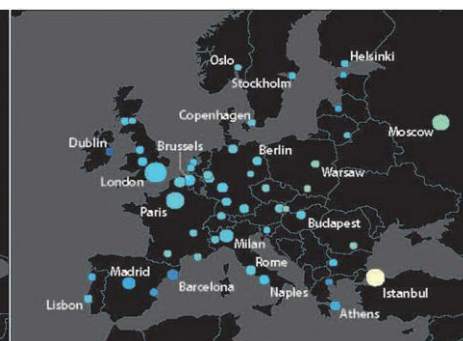 Oslo
Helsinki
Stockholm
Copenhagen
Moscow
Dublin
Brussels
Berlin
Warsaw
London
Paris
Budapest
Milan
Rome
Madrid
Barcelona
Naples
Istanbul
Lisbon
Athens